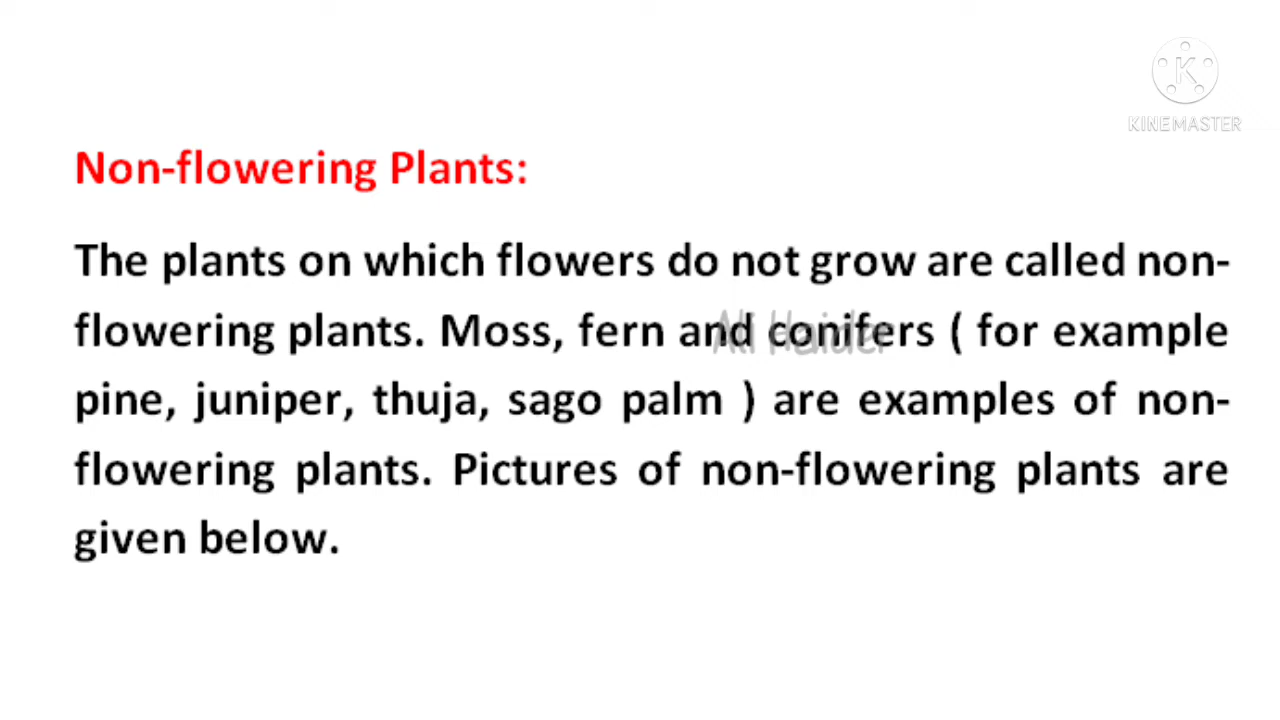 KINEMASTER
Non-flowering Plants:
The plants on which flowers do not grow are called non-
flowering plants. Moss, fern and conifers ( for example
Ali Haider
pine, juniper, thuja, sago palm ) are examples of non-
flowering plants. Pictures of non-flowering plants are
given below.